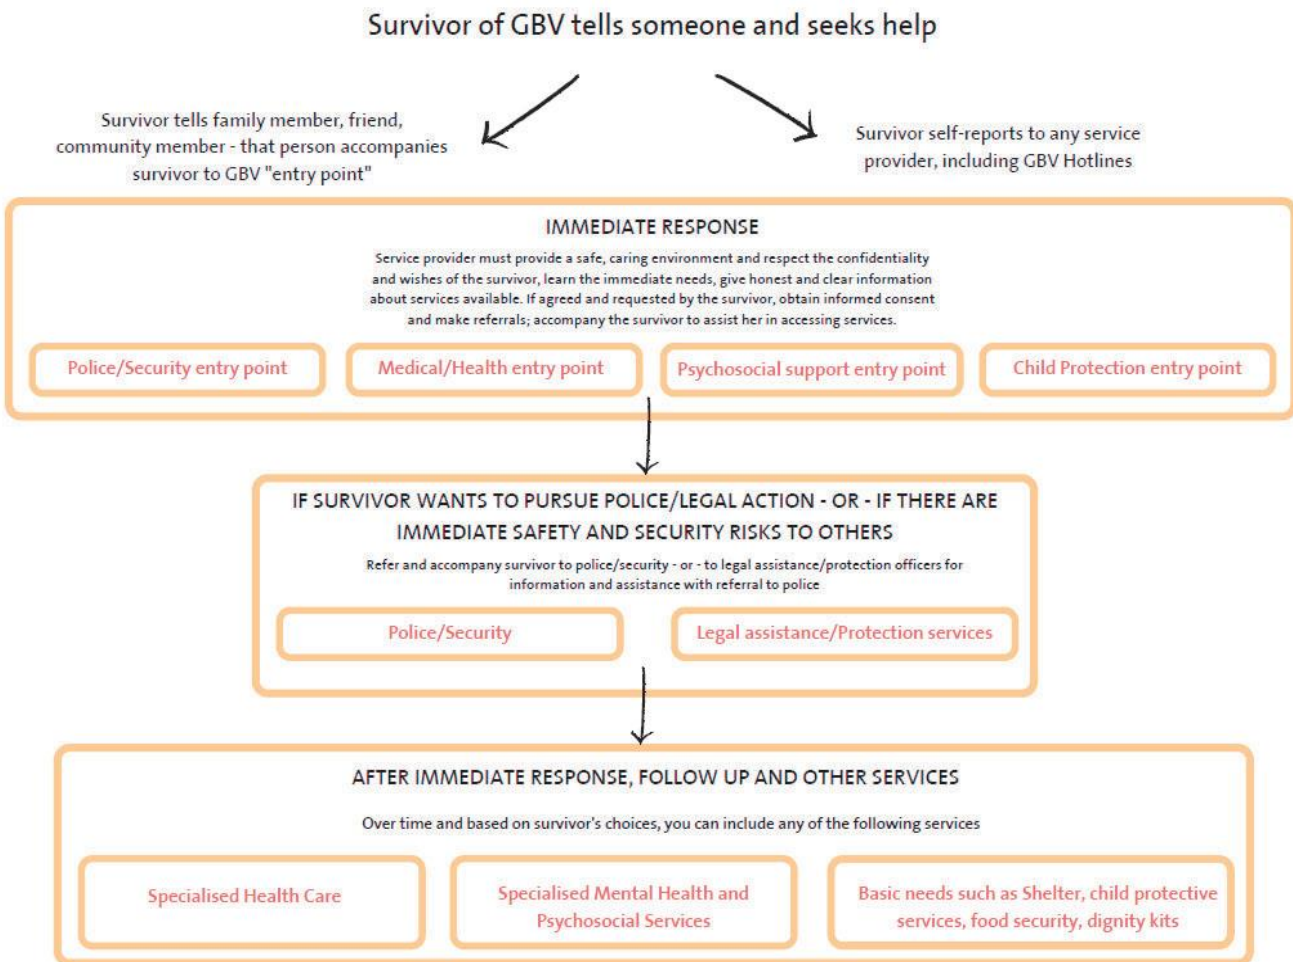 Survivor of GBV tells someone and seeks help
Survivor tells family member, friend,
community member - that person accompanies
survivor to GBV "entry point"
Survivor self-reports to any service
provider, including GBV Hotlines
IMMEDIATE RESPONSE
Service provider must provide a safe, caring environment and respect the confidentiality
and wishes of the survivor, learn the immediate needs, give honest and clear information
about services available. If agreed and requested by the survivor, obtain informed consent
and make referrals; accompany the survivor to assist her in accessing services.
Police/Security entry point
Medical/Health entry point
Psychosocial support entry point
Child Protection entry point
IF SURVIVOR WANTS TO PURSUE POLICE/LEGAL ACTION - OR - IF THERE ARE
IMMEDIATE SAFETY AND SECURITY RISKS TO OTHERS
Refer and accompany survivor to police/security - or - to legal assistance/protection officers for
information and assistance with referral to police
Police/Security
Legal assistance/Protection services
AFTER IMMEDIATE RESPONSE, FOLLOW UP AND OTHER SERVICES
Over time and based on survivor's choices, you can include any of the following services
Specialised Health Care
Specialised Mental Health and
Psychosocial Services
Basic needs such as Shelter, child protective
services, food security, dignity kits